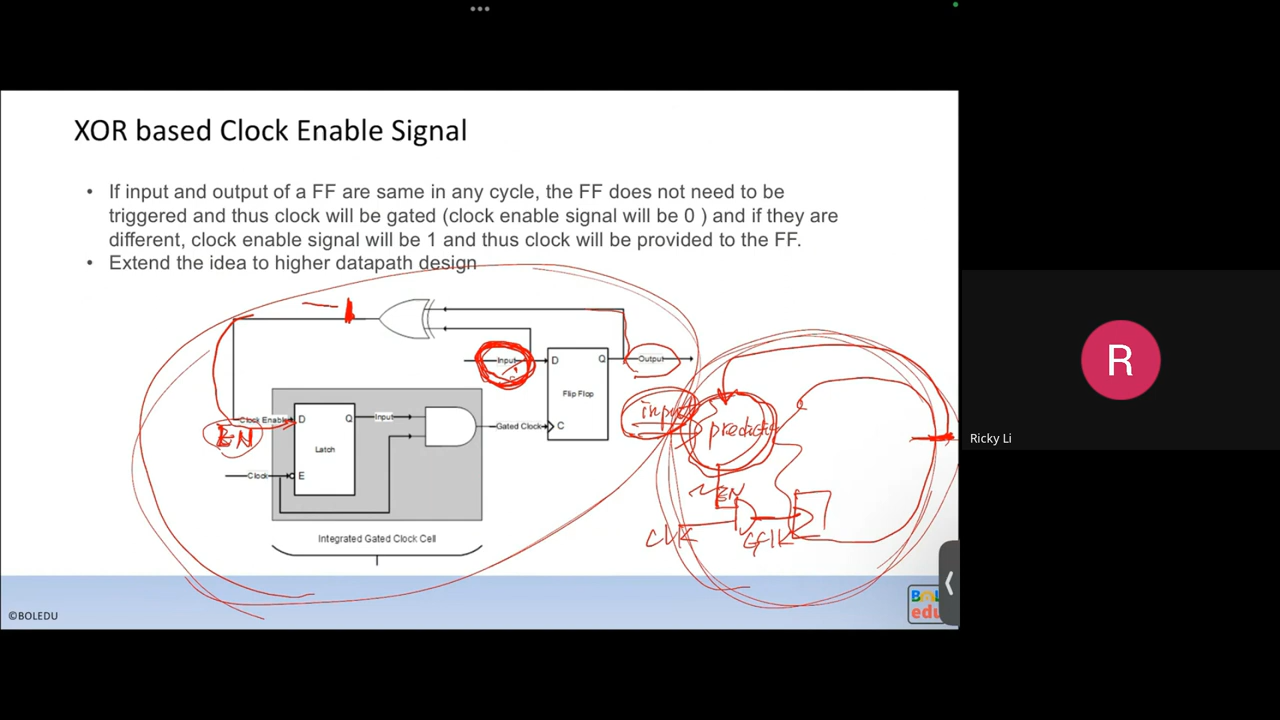 XOR based Clock Enable Signal
• If input and output of a FF are same in any cycle, the FF does not need to be
triggered and thus clock will be gated (clock enable signal will be 0 ) and if they are
different, clock enable signal will be 1 and thus clock will be provided to the FF.
• Extend the idea to higher datapath design
Input
D
Q
Output
Flip Flop
C
Clock Enable
EN
D
Q
Input
Latch
Clock
E
Gated Clock
Integrated Gated Clock Cell
input
predict
EN
CLK
GCLK
©BOLEDU
BOL
edu
R
Ricky Li